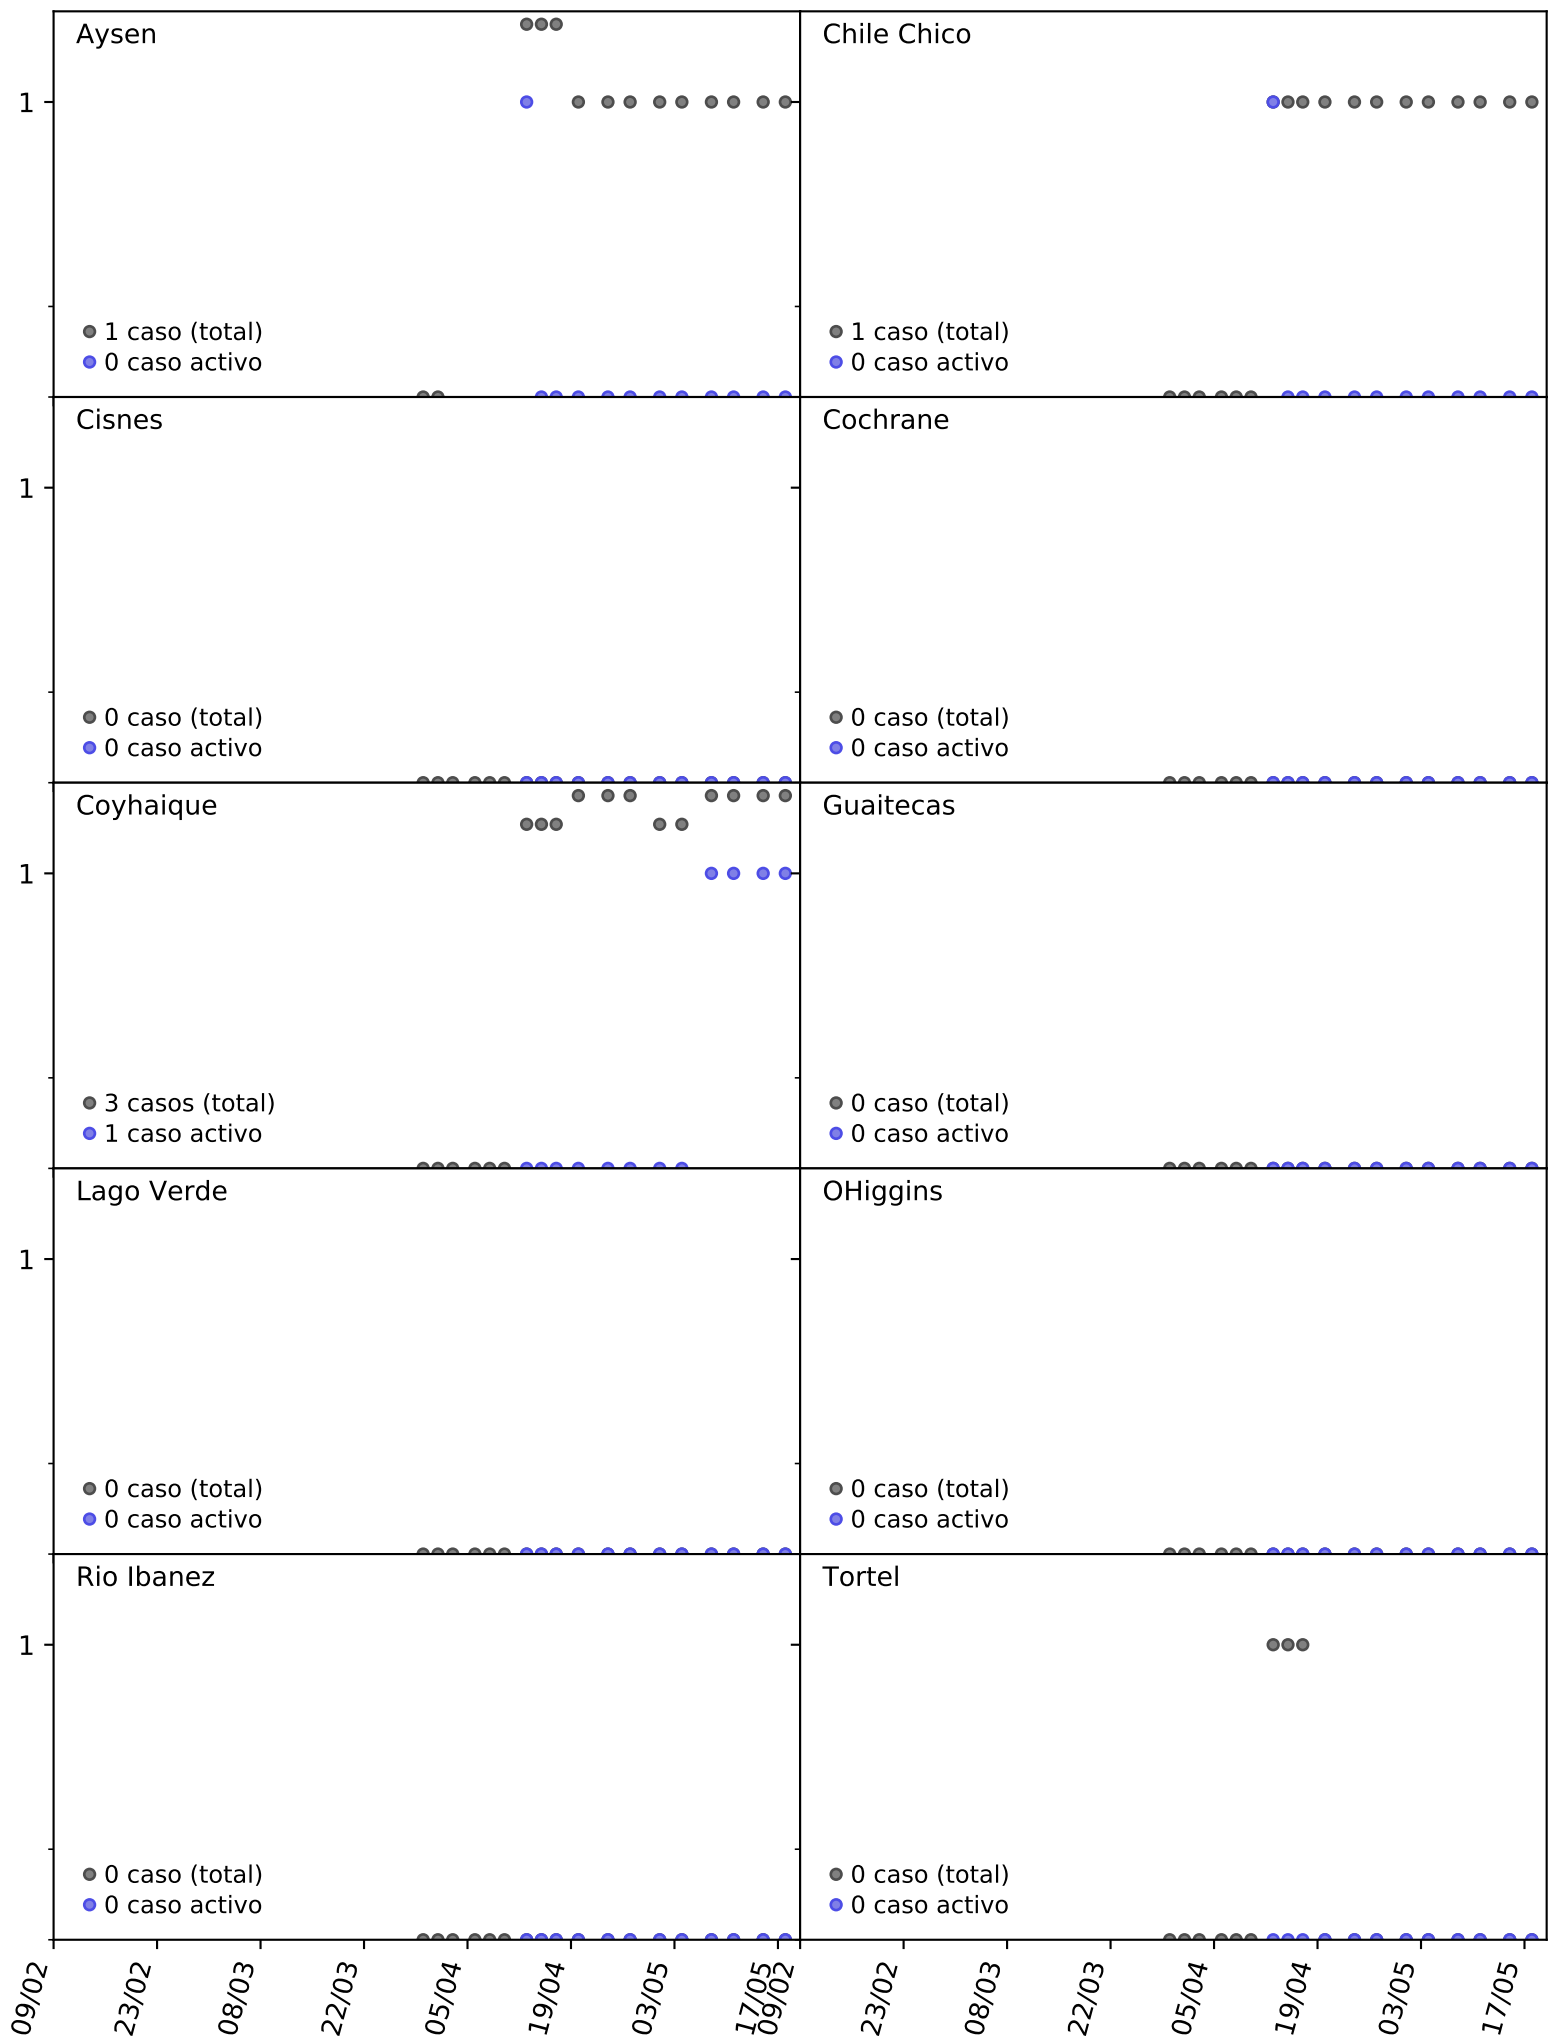 Aysen
1
1 caso (total)
0 caso activo
Chile Chico
1 caso (total)
0 caso activo
Cisnes
1
0 caso (total)
0 caso activo
Cochrane
0 caso (total)
0 caso activo
Coyhaique
1
3 casos (total)
1 caso activo
Guaitecas
0 caso (total)
0 caso activo
Lago Verde
1
0 caso (total)
0 caso activo
OHiggins
0 caso (total)
0 caso activo
Rio Ibanez
1
0 caso (total)
0 caso activo
Tortel
0 caso (total)
0 caso activo
09/02
23/02
08/03
22/03
05/04
19/04
03/05
17/05
09/02
23/02
08/03
22/03
05/04
19/04
03/05
17/05